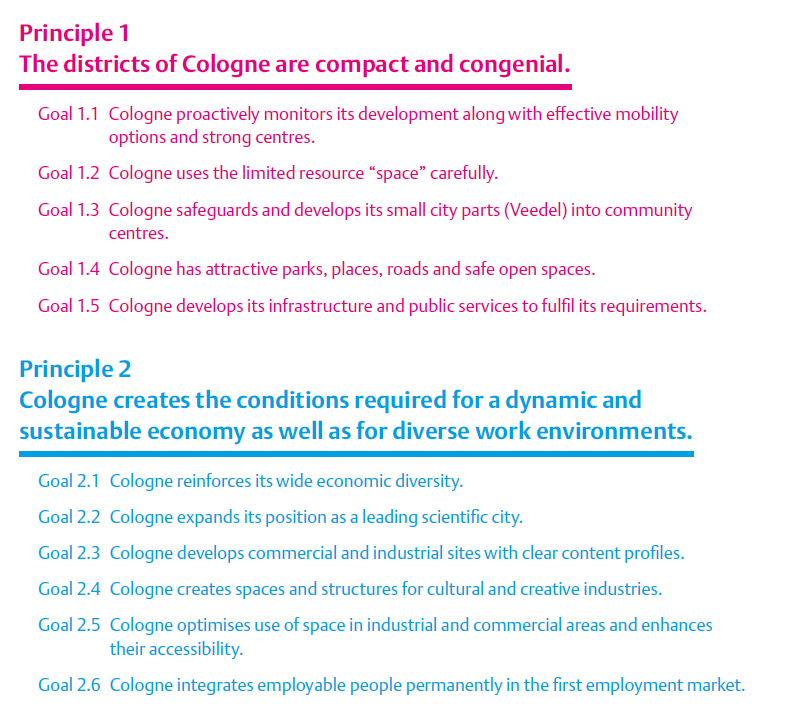 Principle 1
The districts of Cologne are compact and congenial.
Goal 1.1 Cologne proactively monitors its development along with effective mobility
options and strong centres.
Goal 1.2 Cologne uses the limited resource “space” carefully.
Goal 1.3 Cologne safeguards and develops its small city parts (Veedel) into community
centres.
Goal 1.4 Cologne has attractive parks, places, roads and safe open spaces.
Goal 1.5 Cologne develops its infrastructure and public services to fulfil its requirements.
Principle 2
Cologne creates the conditions required for a dynamic and
sustainable economy as well as for diverse work environments.
Goal 2.1 Cologne reinforces its wide economic diversity.
Goal 2.2 Cologne expands its position as a leading scientific city.
Goal 2.3 Cologne develops commercial and industrial sites with clear content profiles.
Goal 2.4 Cologne creates spaces and structures for cultural and creative industries.
Goal 2.5 Cologne optimises use of space in industrial and commercial areas and enhances
their accessibility.
Goal 2.6 Cologne integrates employable people permanently in the first employment market.